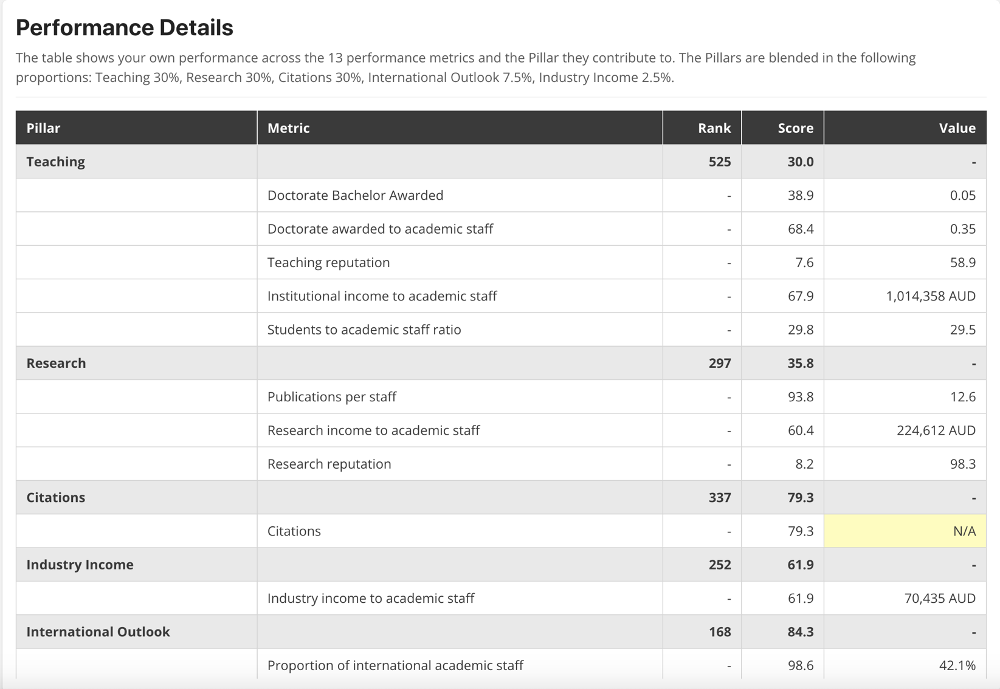 Performance Details
The table shows your own performance across the 13 performance metrics and the Pillar they contribute to. The Pillars are blended in the following
proportions: Teaching 30%, Research 30%, Citations 30%, International Outlook 7.5%, Industry Income 2.5%.
Pillar Metric Rank Score Value
Teaching 525 30.0 -
Doctorate Bachelor Awarded - 38.9 0.05
Doctorate awarded to academic staff - 68.4 0.35
Teaching reputation - 7.6 58.9
Institutional income to academic staff - 67.9 1,014,358 AUD
Students to academic staff ratio - 29.8 29.5
Research 297 35.8 -
Publications per staff - 93.8 12.6
Research income to academic staff - 60.4 224,612 AUD
Research reputation - 8.2 98.3
Citations 337 79.3 -
Citations - 79.3 N/A
Industry Income 252 61.9 -
Industry income to academic staff - 61.9 70,435 AUD
International Outlook 168 84.3 -
Proportion of international academic staff - 98.6 42.1%